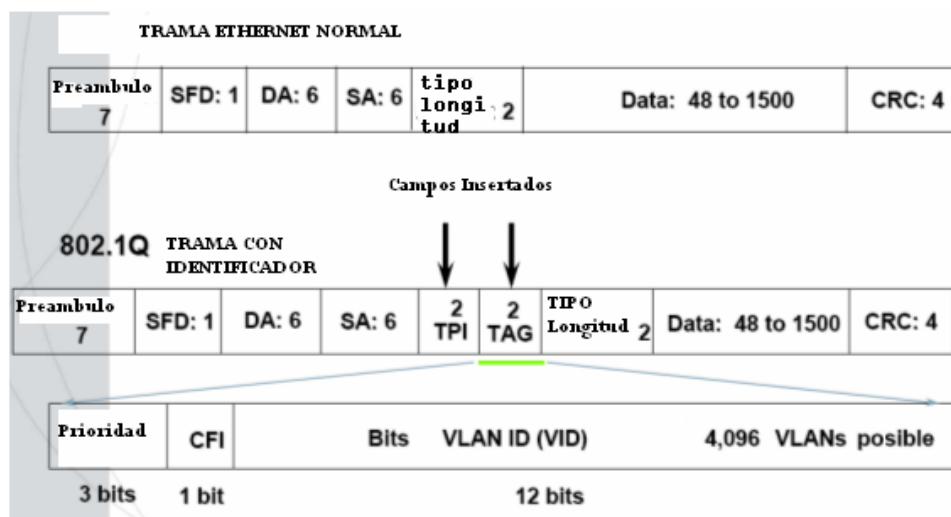 TRAMA ETHERNET NORMAL
Preambulo 7 SFD: 1 DA: 6 SA: 6 tipo longi tud 2 Data: 48 to 1500 CRC: 4
Campos Insertados
802.1Q TRAMA CON IDENTIFICADOR
Preambulo 7 SFD: 1 DA: 6 SA: 6 2 TPI 2 TAG TIPO Longitud 2 Data: 48 to 1500 CRC: 4
Prioridad CFI Bits VLAN ID (VID) 4,096 VLANs posible
3 bits 1 bit 12 bits